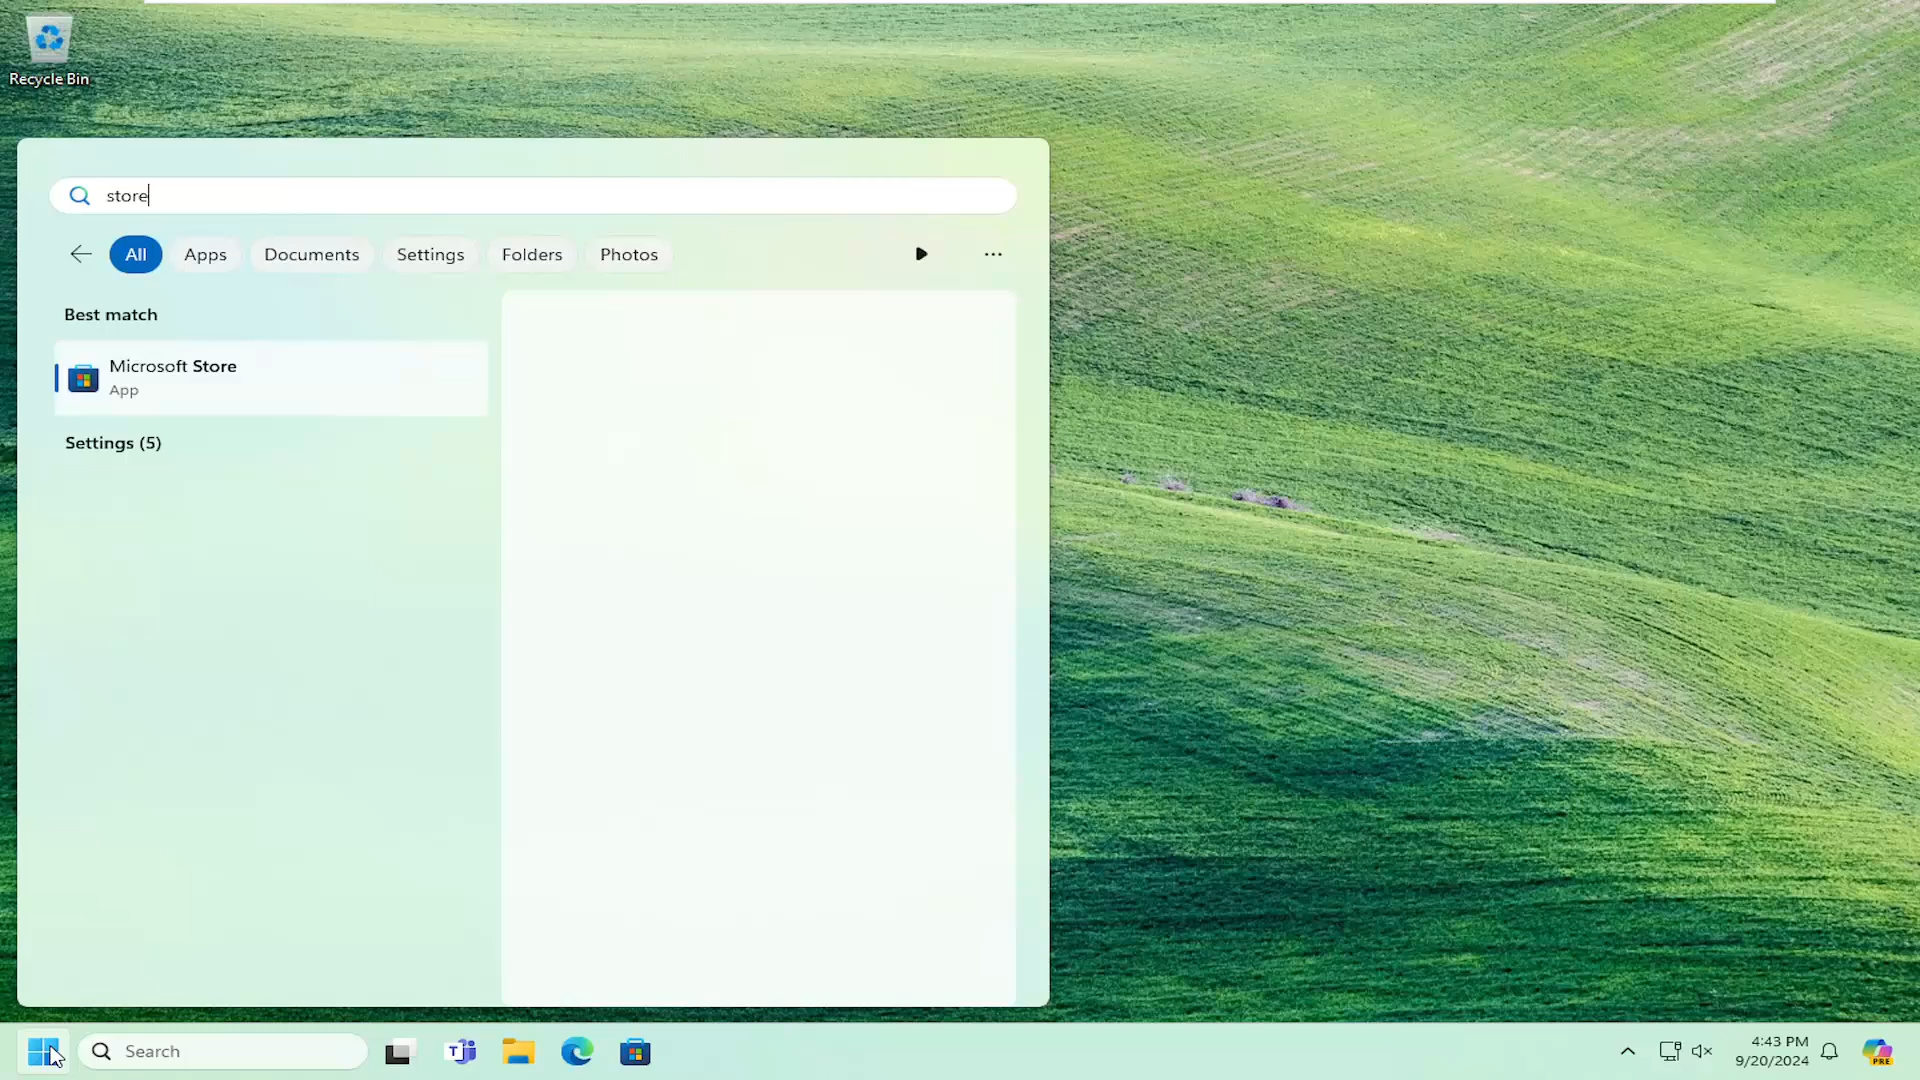 Recycle Bin
store
All
Apps
Documents
Settings
Folders
Photos
Best match
Microsoft Store
App
Settings (5)
Search
4:43 PM
9/20/2024
PRE